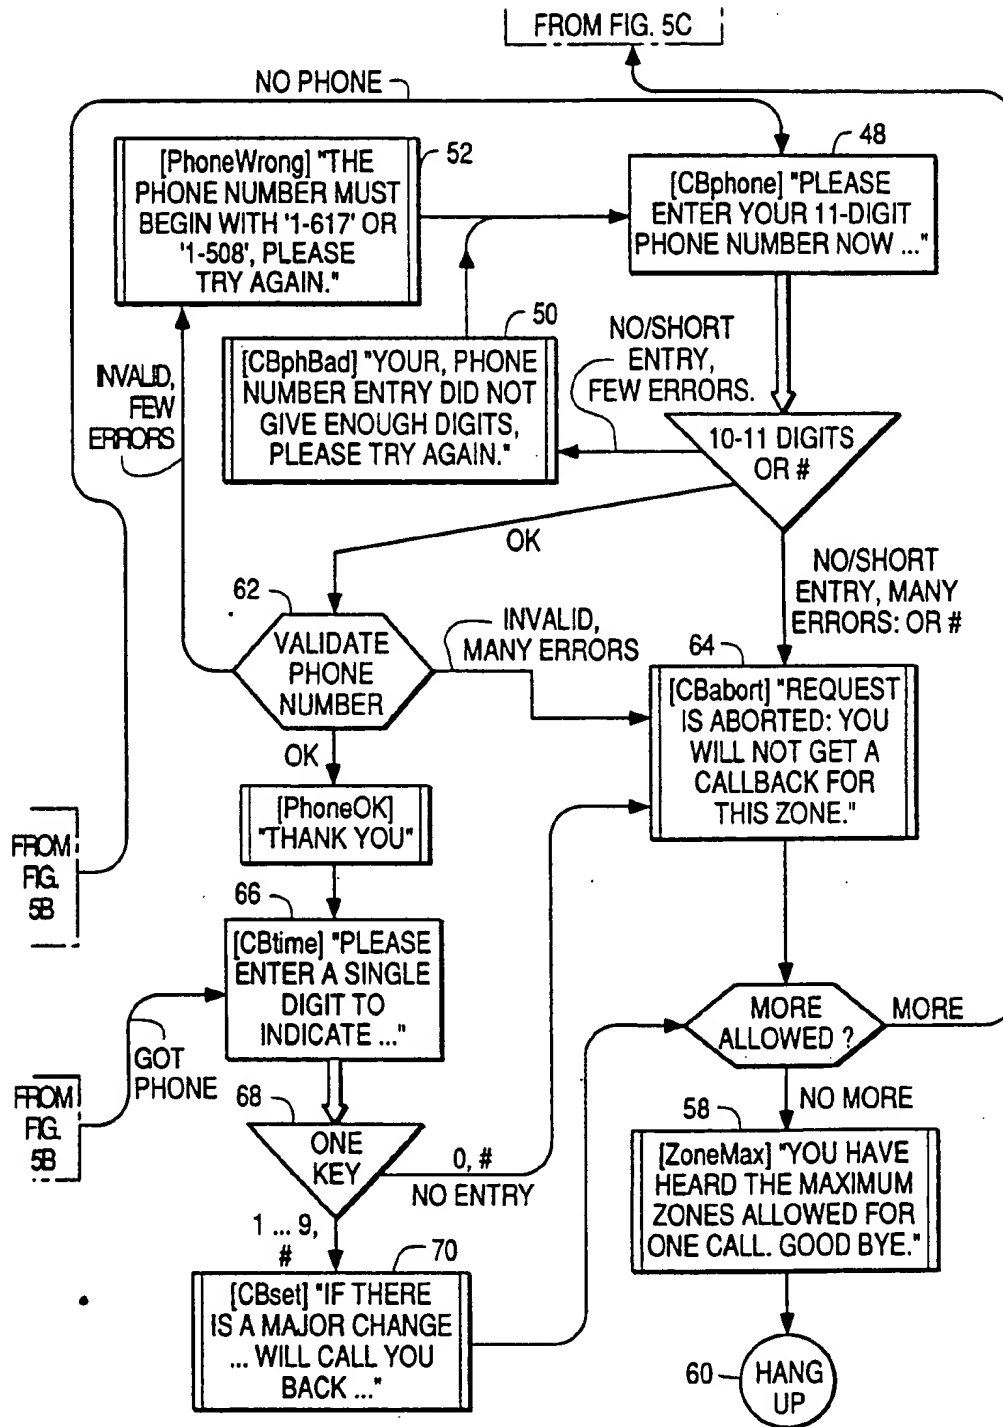 FROM FIG. 5C
NO PHONE
52
[PhoneWrong] "THE
PHONE NUMBER MUST
BEGIN WITH '1-617' OR
'1-508', PLEASE
TRY AGAIN."
48
[CBphone] "PLEASE
ENTER YOUR 11-DIGIT
PHONE NUMBER NOW ..."
50
[CBphBad] "YOUR, PHONE
NUMBER ENTRY DID NOT
GIVE ENOUGH DIGITS,
PLEASE TRY AGAIN."
NO/SHORT
ENTRY,
FEW ERRORS.
INVALID,
FEW
ERRORS
10-11 DIGITS
OR #
OK
NO/SHORT
ENTRY, MANY
ERRORS: OR #
62
VALIDATE
PHONE
NUMBER
INVALID,
MANY ERRORS
64
[CBabort] "REQUEST
IS ABORTED: YOU
WILL NOT GET A
CALLBACK FOR
THIS ZONE."
OK
[PhoneOK]
"THANK YOU"
FROM
FIG.
5B
66
[CBtime] "PLEASE
ENTER A SINGLE
DIGIT TO
INDICATE ..."
GOT
PHONE
FROM
FIG.
5B
MORE
ALLOWED ?
MORE
68
ONE
KEY
0, #
NO ENTRY
NO MORE
58
[ZoneMax] "YOU HAVE
HEARD THE MAXIMUM
ZONES ALLOWED FOR
ONE CALL. GOOD BYE."
1 ... 9,
#
70
[CBset] "IF THERE
IS A MAJOR CHANGE
... WILL CALL YOU
BACK ..."
60
HANG
UP